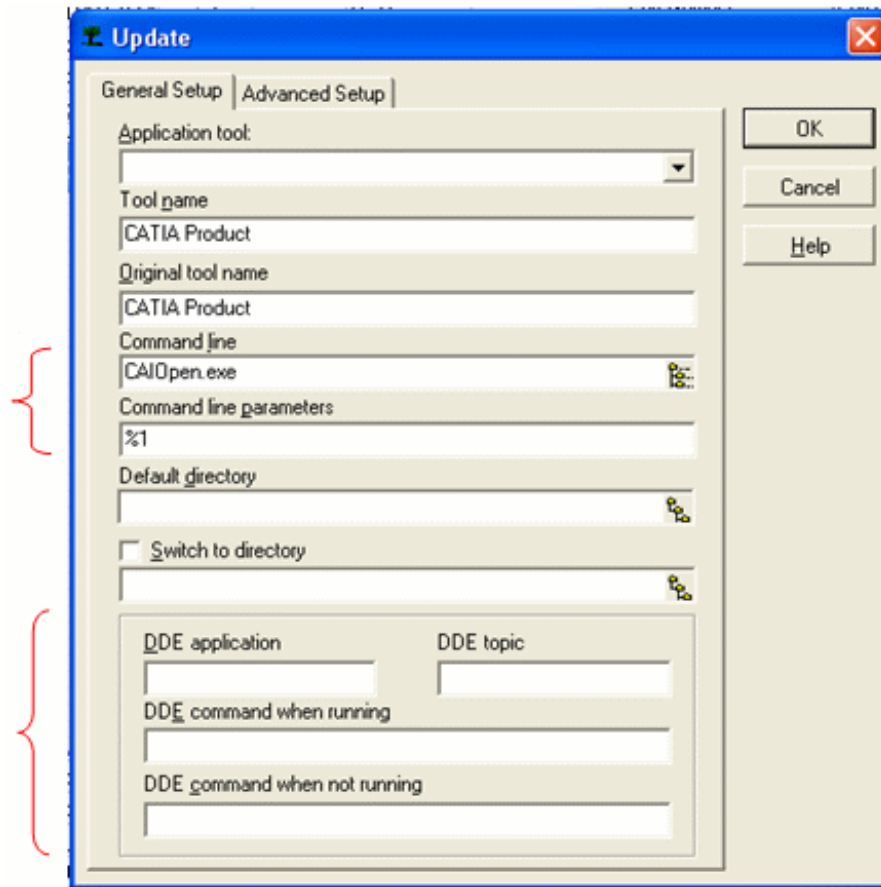 Update
General Setup Advanced Setup
Application tool:
Tool name
CATIA Product
Original tool name
CATIA Product
Command line
CAIOpen.exe
Command line parameters
%1
Default directory
Switch to directory
DDE application DDE topic
DDE command when running
DDE command when not running
OK
Cancel
Help